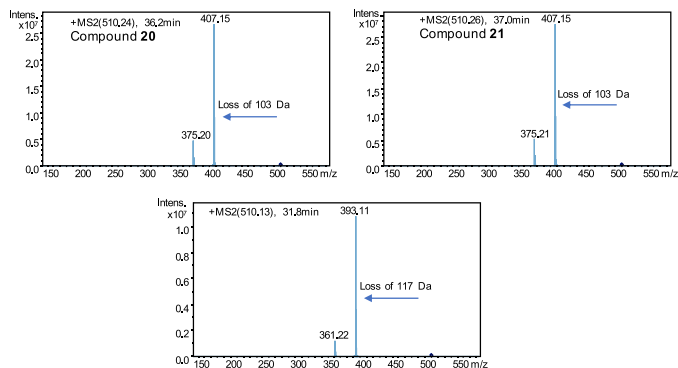 Intens.
x10⁷
+MS2(510.24), 36.2min
Compound 20
407.15
Loss of 103 Da
375.20
2.5
2.0
1.5
1.0
0.5
0.0
150 200 250 300 350 400 450 500 550 m/z
Intens.
x10⁷
+MS2(510.26), 37.0min
Compound 21
407.15
Loss of 103 Da
375.21
2.5
2.0
1.5
1.0
0.5
0.0
150 200 250 300 350 400 450 500 550 m/z
Intens.
x10⁷
+MS2(510.13), 31.8min
393.11
Loss of 117 Da
361.22
1.0
0.8
0.6
0.4
0.2
0.0
150 200 250 300 350 400 450 500 550 m/z